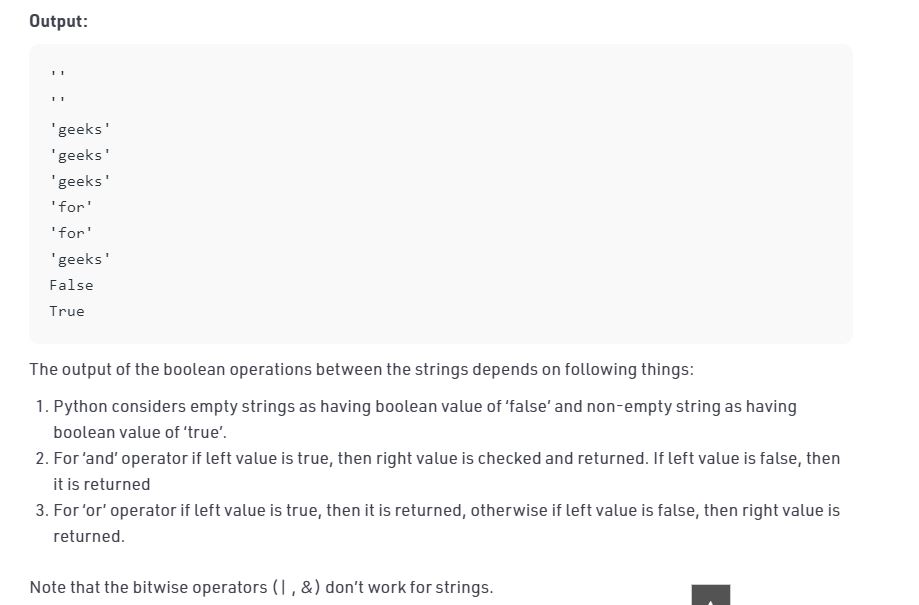 Output:
''
''
'geeks'
'geeks'
'geeks'
'for'
'for'
'geeks'
False
True
The output of the boolean operations between the strings depends on following things:
1. Python considers empty strings as having boolean value of ‘false’ and non-empty string as having
boolean value of ‘true’.
2. For ‘and’ operator if left value is true, then right value is checked and returned. If left value is false, then
it is returned
3. For ‘or’ operator if left value is true, then it is returned, otherwise if left value is false, then right value is
returned.
Note that the bitwise operators (| , &) don’t work for strings.